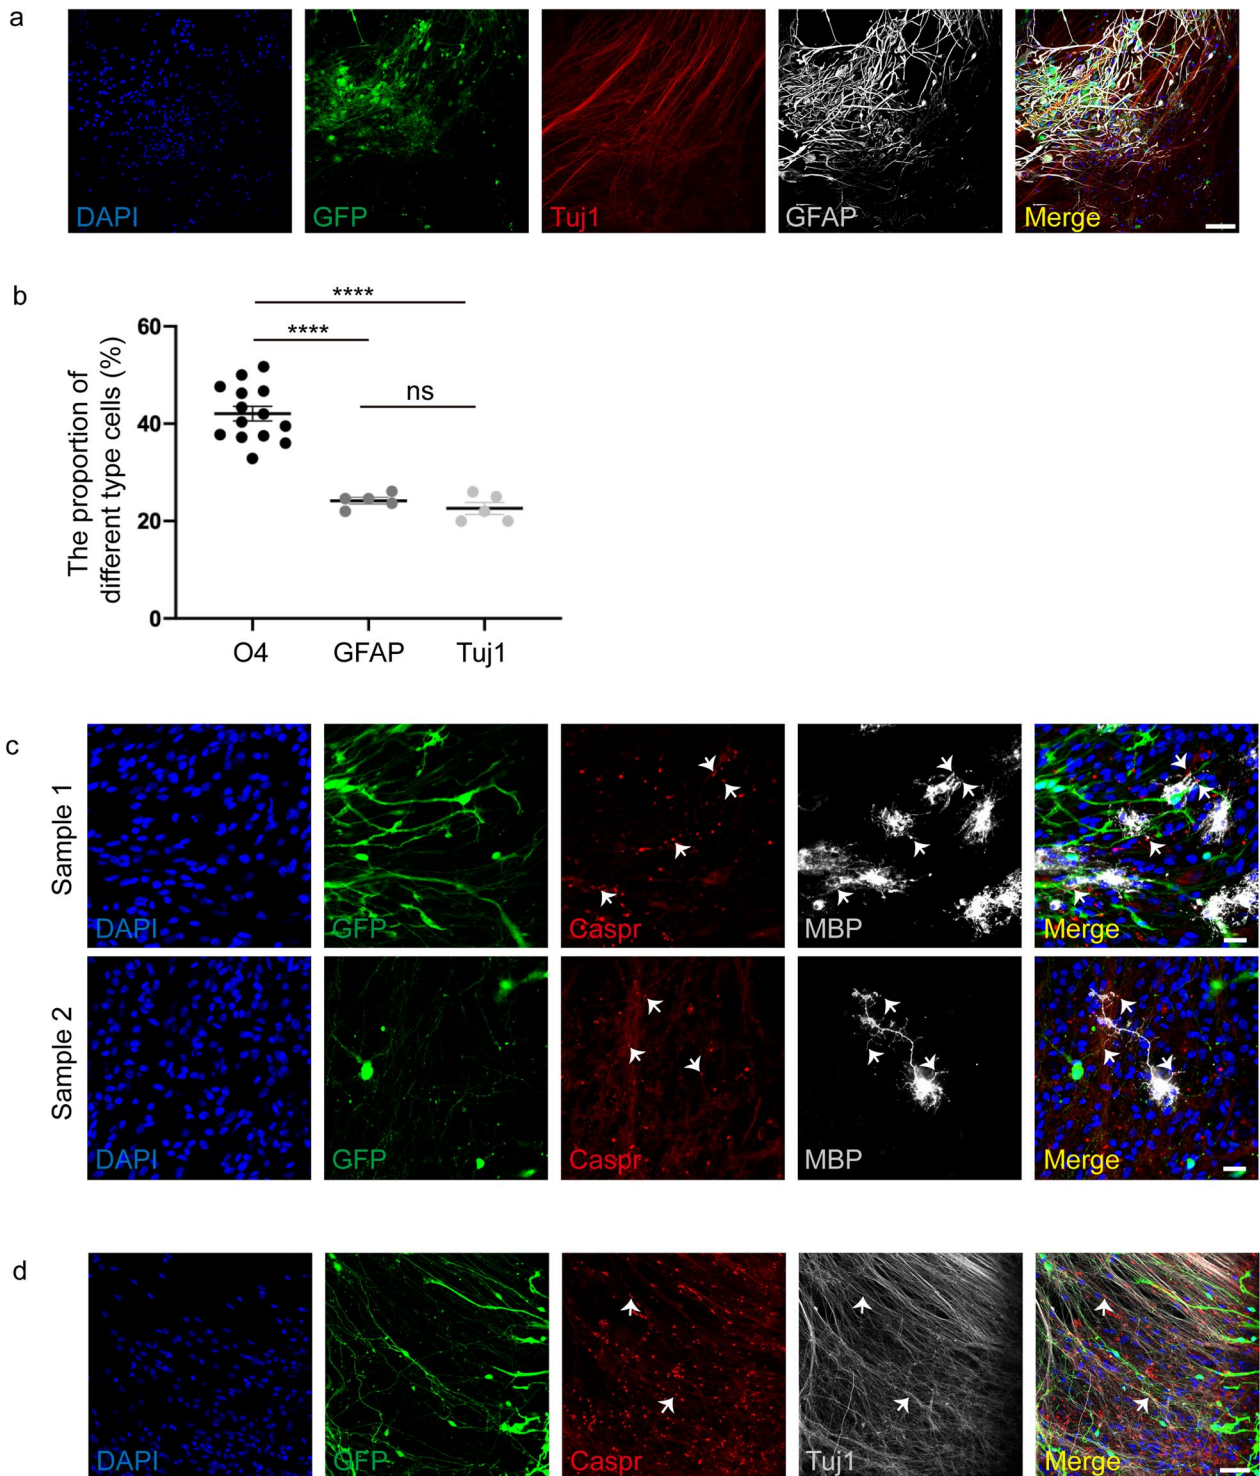 a
DAPI
GFP
Tuj1
GFAP
Merge
b
****
****
ns
The proportion of
different type cells (%)
60
40
20
0
O4
GFAP
Tuj1
c
Sample 1
DAPI
GFP
Caspr
MBP
Merge
Sample 2
DAPI
GFP
Caspr
MBP
Merge
d
DAPI
GFP
Caspr
Tuj1
Merge